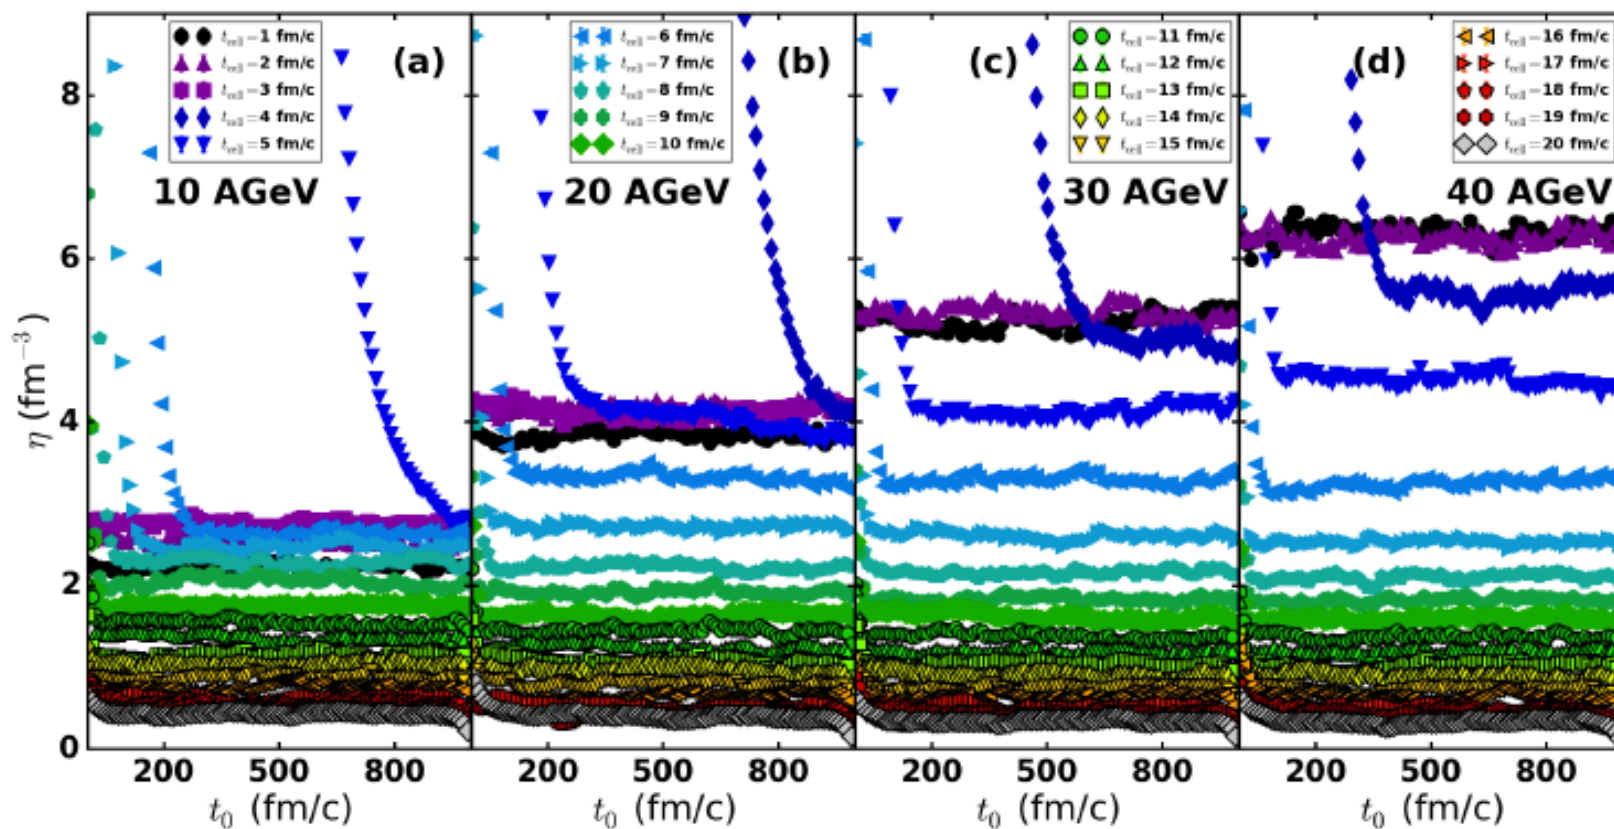 (a)
t_cell=1 fm/c
t_cell=2 fm/c
t_cell=3 fm/c
t_cell=4 fm/c
t_cell=5 fm/c
10 AGeV
(b)
t_cell=6 fm/c
t_cell=7 fm/c
t_cell=8 fm/c
t_cell=9 fm/c
t_cell=10 fm/c
20 AGeV
(c)
t_cell=11 fm/c
t_cell=12 fm/c
t_cell=13 fm/c
t_cell=14 fm/c
t_cell=15 fm/c
30 AGeV
(d)
t_cell=16 fm/c
t_cell=17 fm/c
t_cell=18 fm/c
t_cell=19 fm/c
t_cell=20 fm/c
40 AGeV
η (fm⁻³)
8
6
4
2
0
200 500 800 200 500 800 200 500 800 200 500 800
t₀ (fm/c) t₀ (fm/c) t₀ (fm/c) t₀ (fm/c)